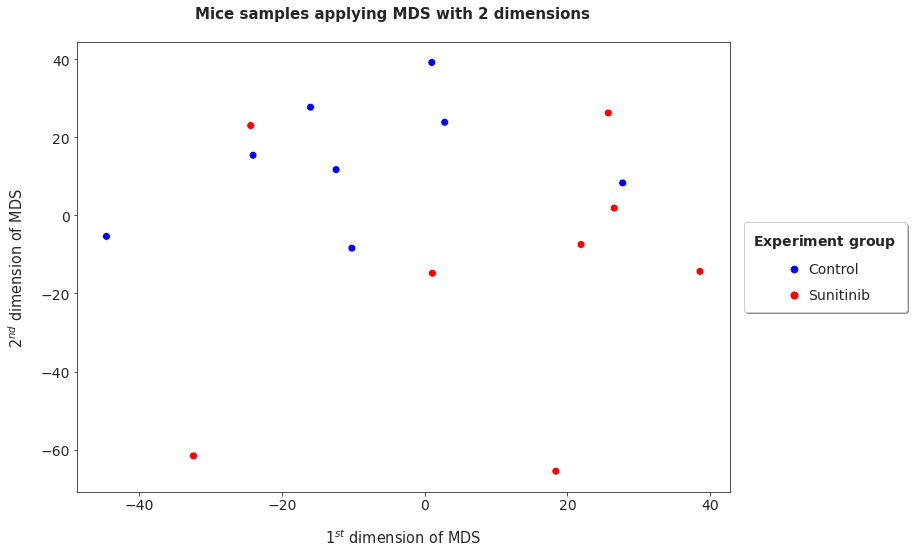 Mice samples applying MDS with 2 dimensions
40
20
0
−20
−40
−60
2nd dimension of MDS
−40 −20 0 20 40
1st dimension of MDS
Experiment group
Control
Sunitinib